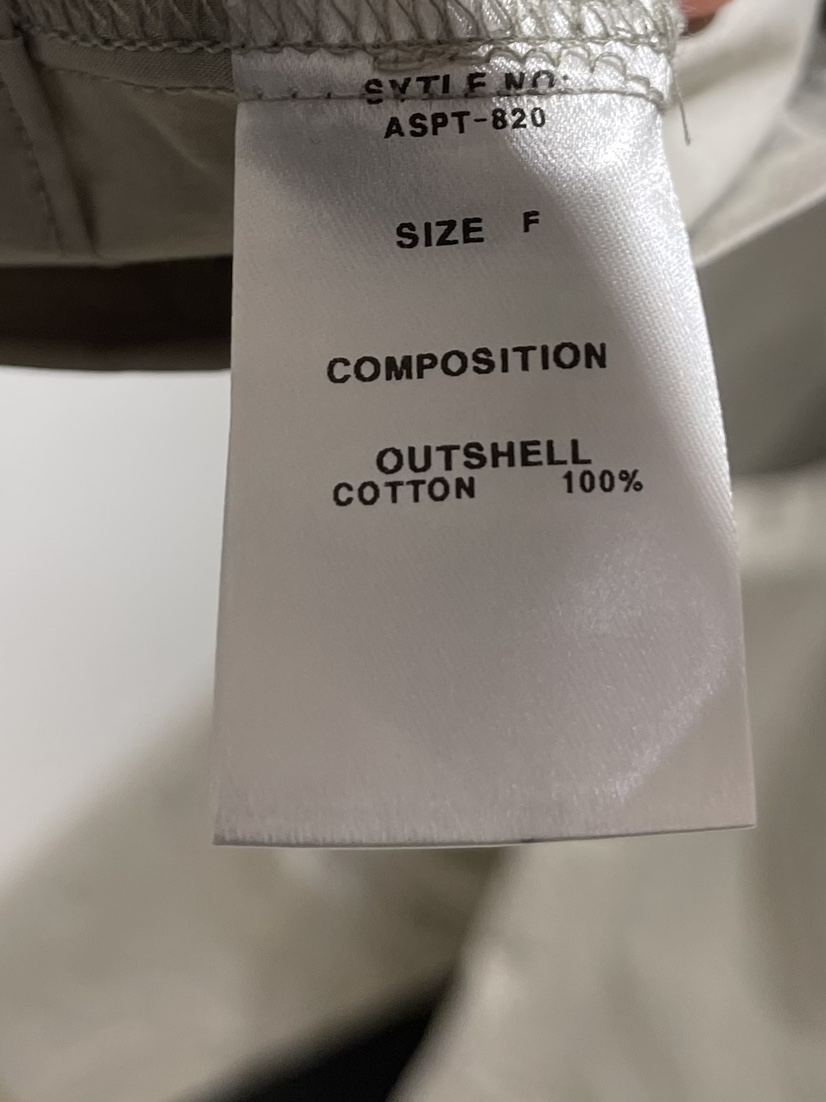 SYTLE NO:
ASPT-820
SIZE F
COMPOSITION
OUTSHELL
COTTON 100%